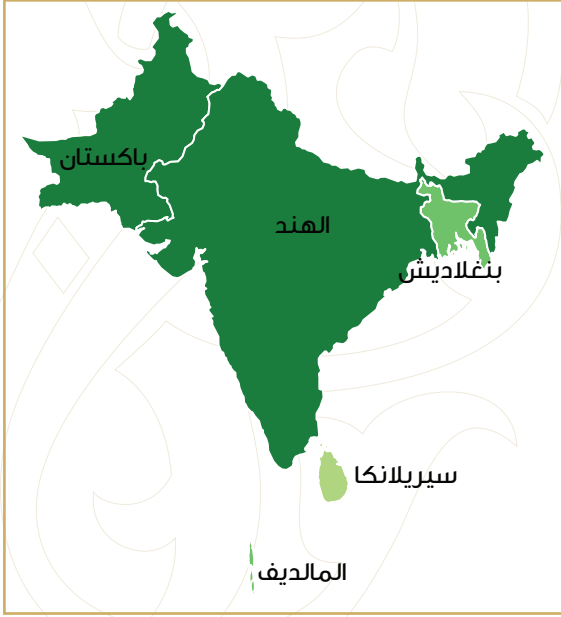 باكستان
الهند
بنغلاديش
سيريلانكا
المالديف